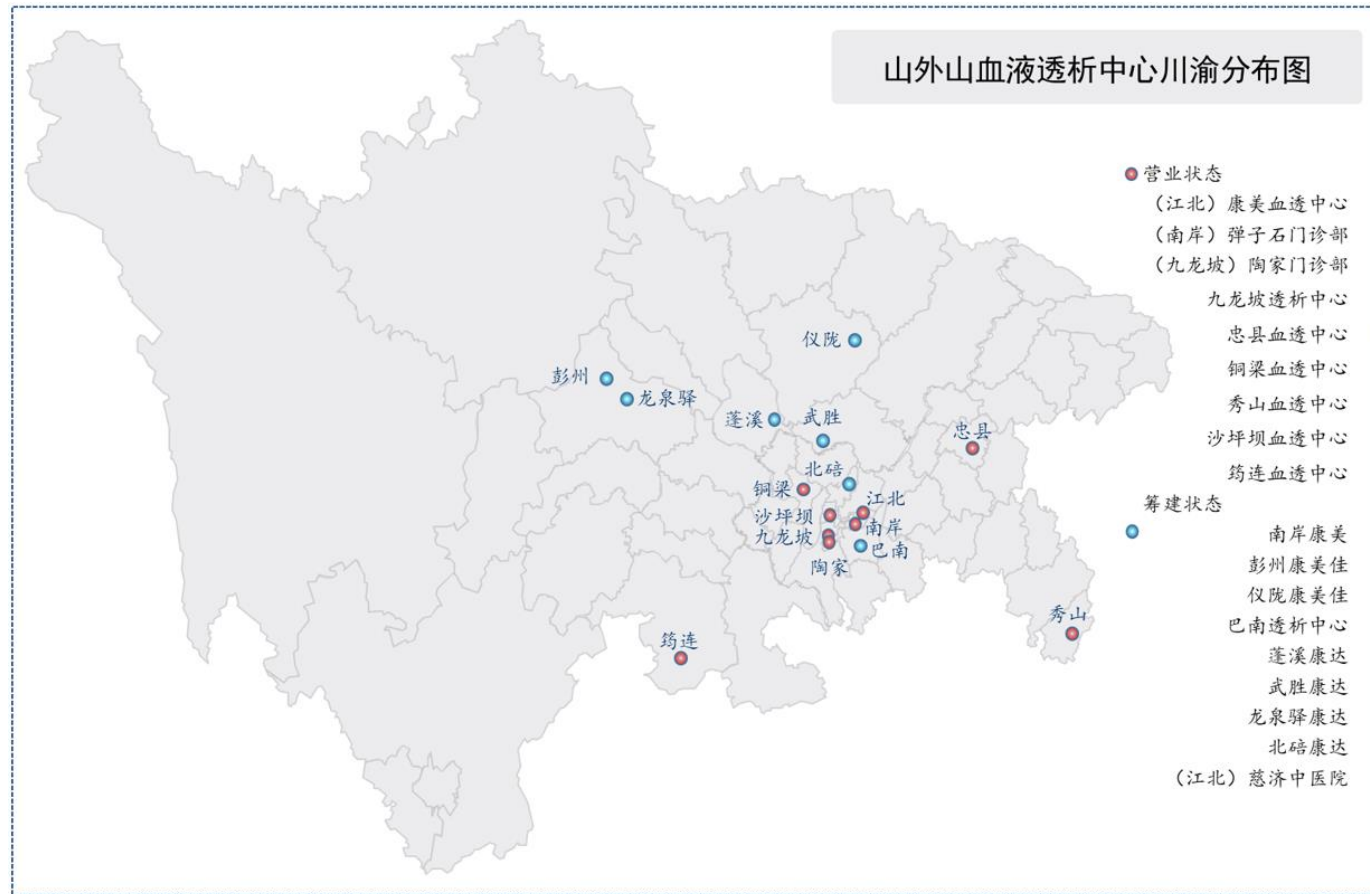 山外山血液透析中心川渝分布图
营业状态
（江北）康美血透中心
（南岸）弹子石门诊部
（九龙坡）陶家门诊部
九龙坡透析中心
忠县血透中心
铜梁血透中心
秀山血透中心
沙坪坝血透中心
筠连血透中心
筹建状态
南岸康美
彭州康美佳
仪陇康美佳
巴南透析中心
蓬溪康达
武胜康达
龙泉驿康达
北碚康达
（江北）慈济中医院
仪陇
彭州
龙泉驿
蓬溪
武胜
忠县
北碚
铜梁
江北
沙坪坝
南岸
九龙坡
巴南
陶家
秀山
筠连